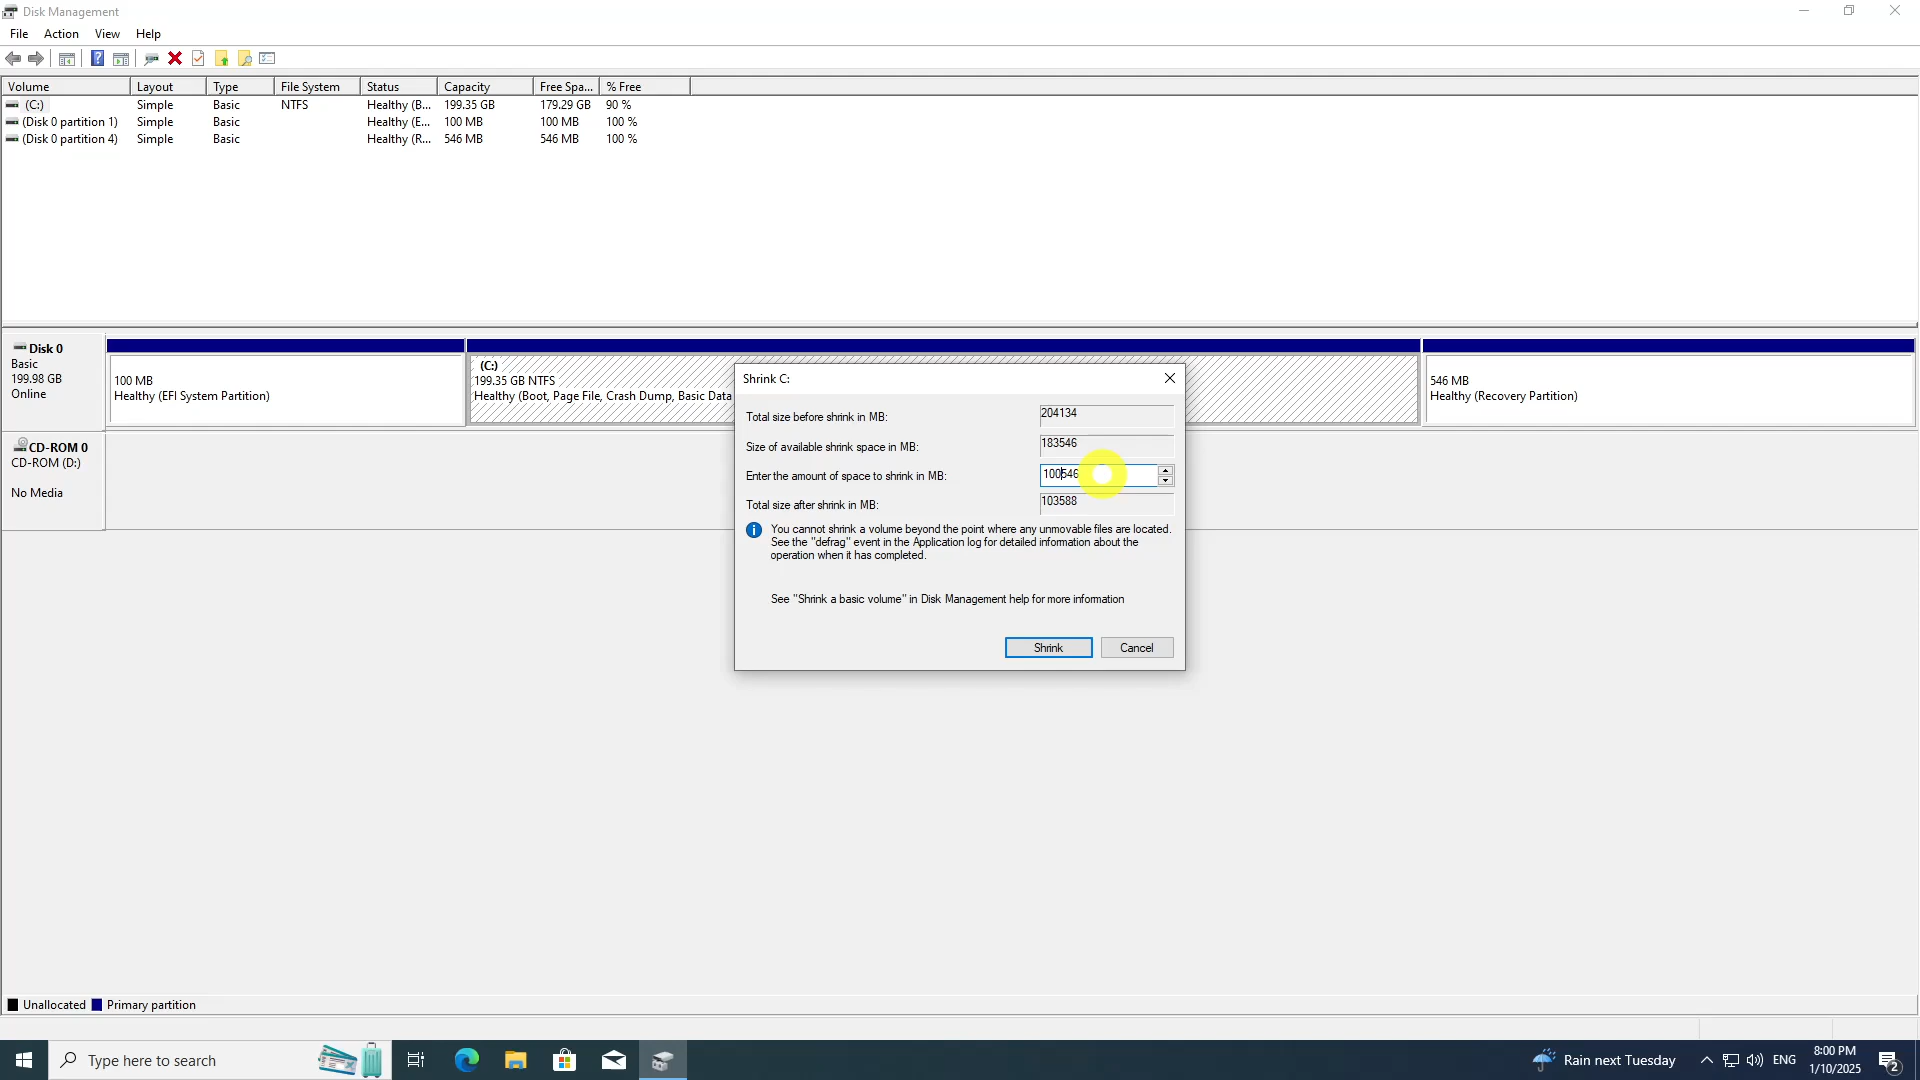 Disk Management
File Action View Help
Volume Layout Type File System Status Capacity Free Spa... % Free
(C:) Simple Basic NTFS Healthy (B... 199.35 GB 179.29 GB 90 %
(Disk 0 partition 1) Simple Basic Healthy (E... 100 MB 100 MB 100 %
(Disk 0 partition 4) Simple Basic Healthy (R... 546 MB 546 MB 100 %
Disk 0
Basic
199.98 GB
Online
100 MB
Healthy (EFI System Partition)
(C:)
199.35 GB NTFS
Healthy (Boot, Page File, Crash Dump, Basic Data
546 MB
Healthy (Recovery Partition)
CD-ROM 0
CD-ROM (D:)
No Media
Shrink C:
Total size before shrink in MB: 204134
Size of available shrink space in MB: 183546
Enter the amount of space to shrink in MB: 100546
Total size after shrink in MB: 103588
You cannot shrink a volume beyond the point where any unmovable files are located.
See the "defrag" event in the Application log for detailed information about the
operation when it has completed.
See "Shrink a basic volume" in Disk Management help for more information
Shrink Cancel
Unallocated Primary partition
Type here to search
Rain next Tuesday
ENG
8:00 PM
1/10/2025
2